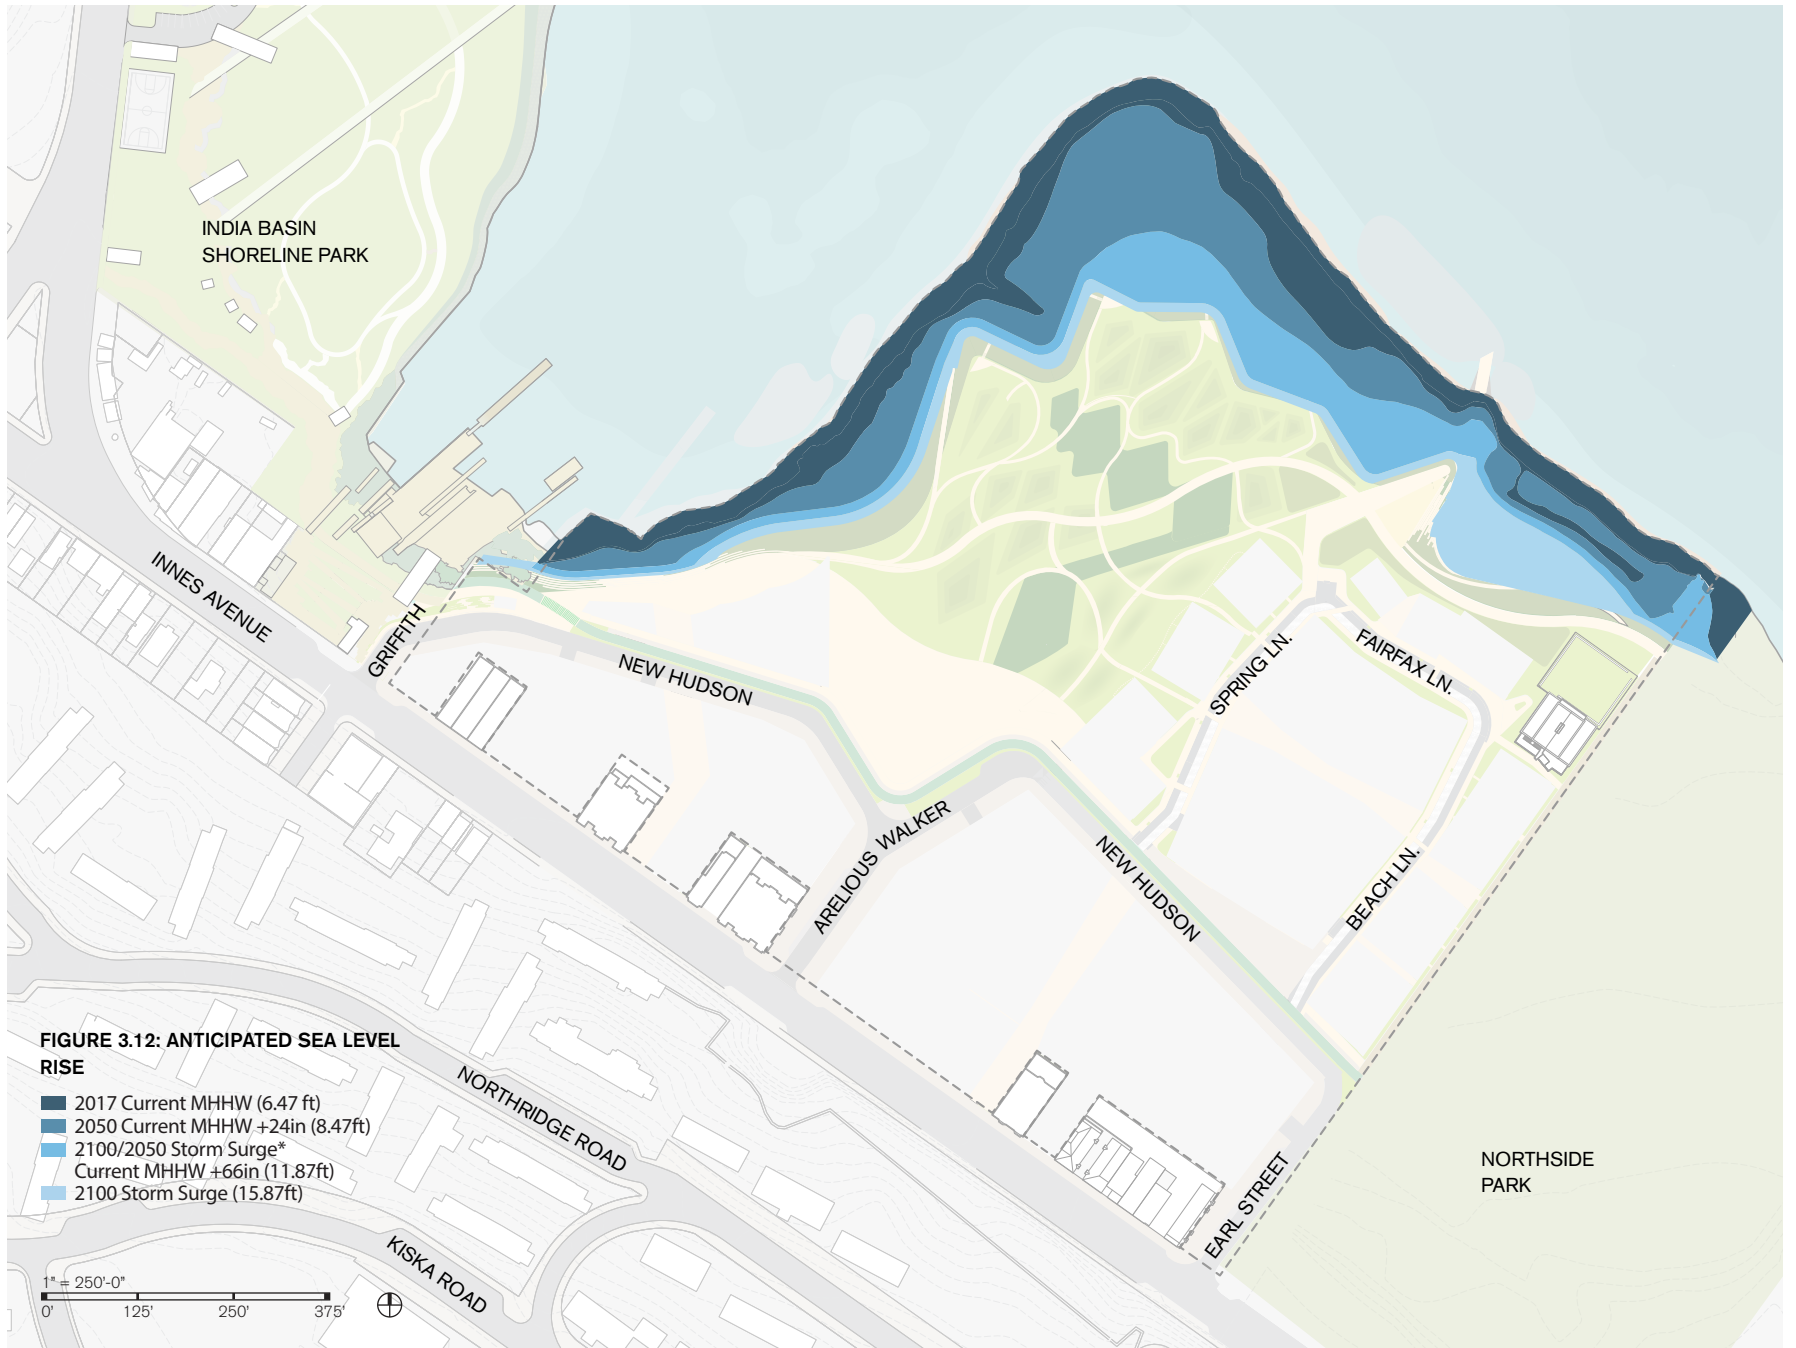 INDIA BASIN
SHORELINE PARK
INNES AVENUE
GRIFFITH
NEW HUDSON
SPRING LN.
FAIRFAX LN.
ARELIOUS WALKER
NEW HUDSON
BEACH LN.
EARL STREET
NORTHSIDE
PARK
NORTHRIDGE ROAD
KISKA ROAD
FIGURE 3.12: ANTICIPATED SEA LEVEL
RISE
2017 Current MHHW (6.47 ft)
2050 Current MHHW +24in (8.47ft)
2100/2050 Storm Surge*
Current MHHW +66in (11.87ft)
2100 Storm Surge (15.87ft)
1" = 250'-0"
0' 125' 250' 375'